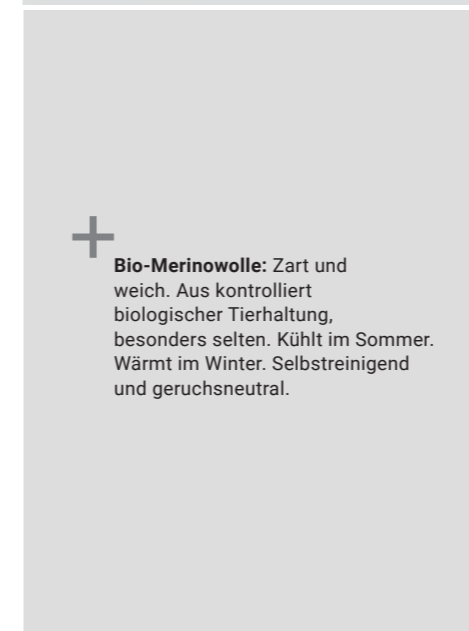 Bio-Merinowolle: Zart und
weich. Aus kontrolliert
biologischer Tierhaltung,
besonders selten. Kühlt im Sommer.
Wärmt im Winter. Selbstreinigend
und geruchsneutral.